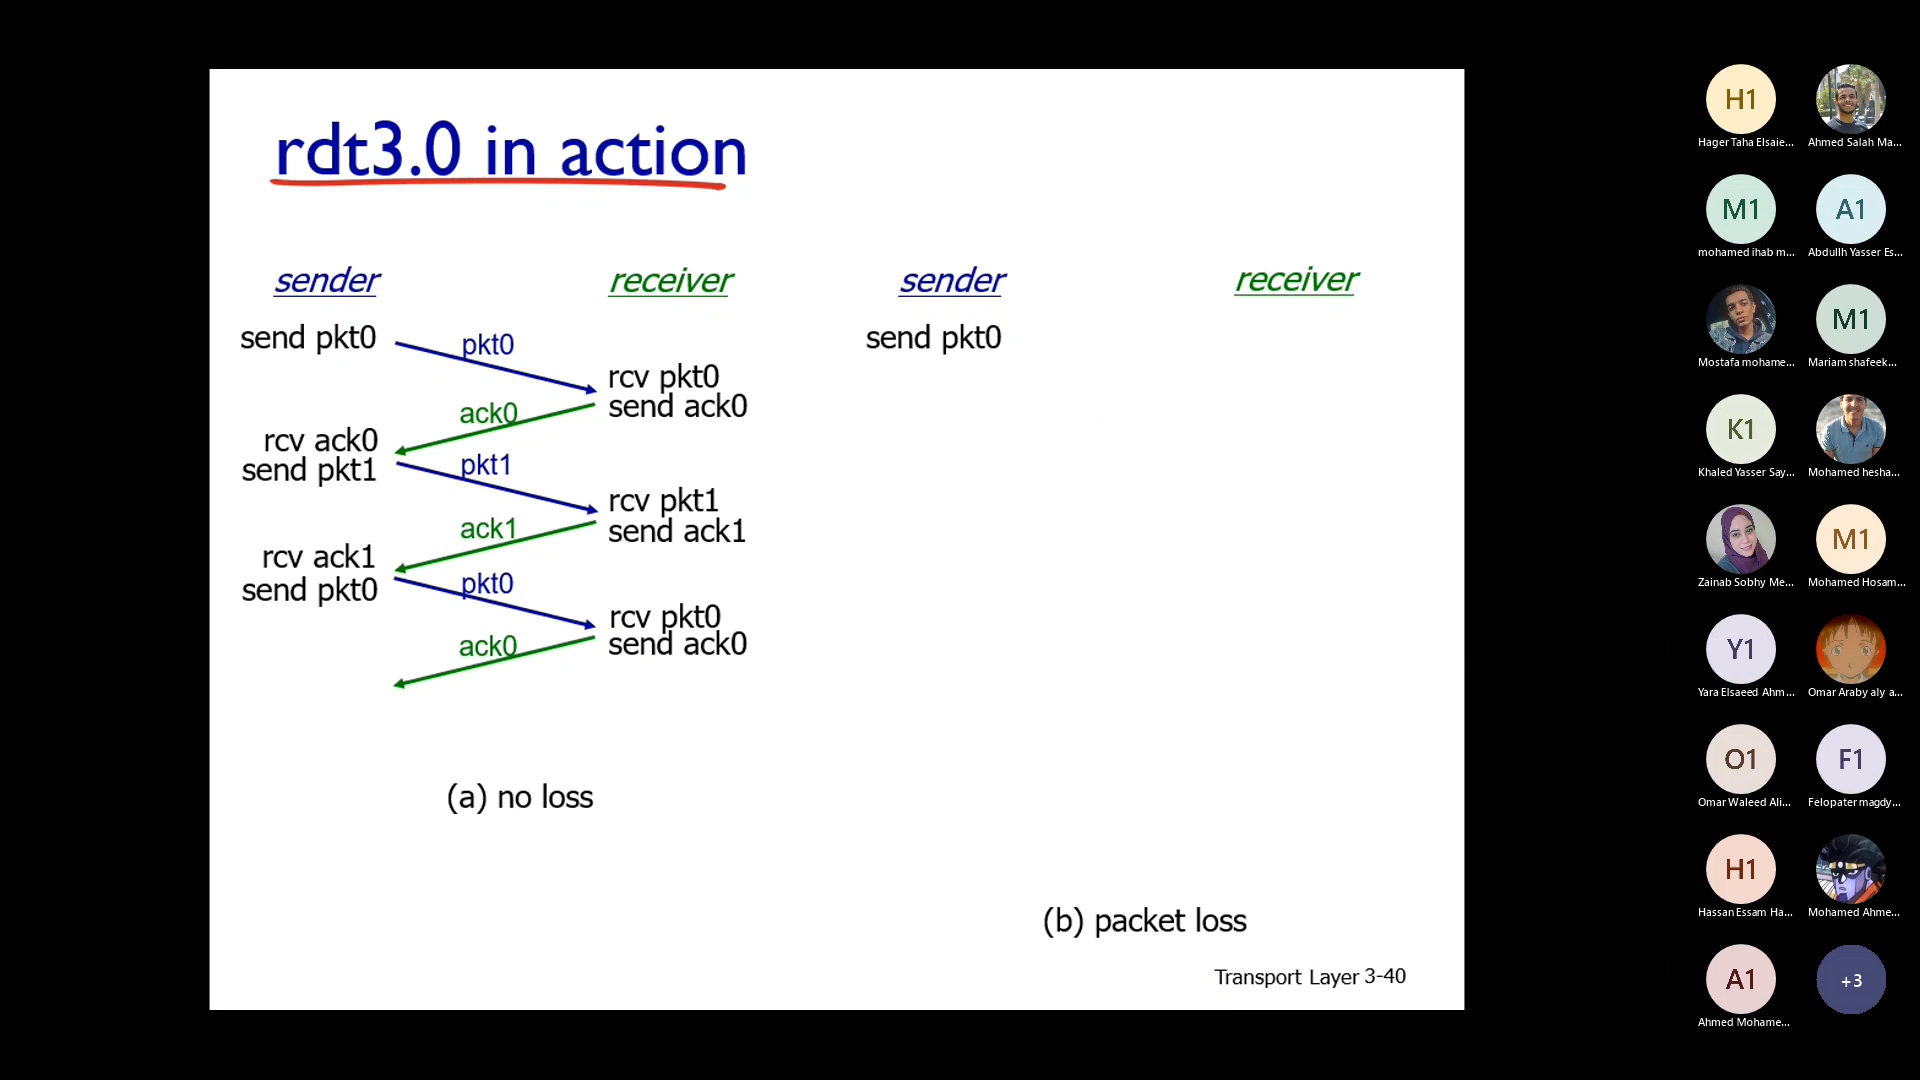 rdt3.0 in action
sender
receiver
send pkt0
pkt0
rcv pkt0
send ack0
ack0
rcv ack0
send pkt1
pkt1
rcv pkt1
send ack1
ack1
rcv ack1
send pkt0
pkt0
rcv pkt0
send ack0
ack0
(a) no loss
sender
receiver
send pkt0
(b) packet loss
Transport Layer 3-40
H1
Hager Taha Elsaie...
Ahmed Salah Ma...
M1
mohamed ihab m...
A1
Abdullh Yasser Es...
Mostafa mohame...
M1
Mariam shafeek...
K1
Khaled Yasser Say...
Mohamed hesha...
Zainab Sobhy Me...
M1
Mohamed Hosam...
Y1
Yara Elsaeed Ahm...
Omar Araby aly a...
O1
Omar Waleed Ali...
F1
Felopater magdy...
H1
Hassan Essam Ha...
Mohamed Ahme...
A1
Ahmed Mohame...
+3